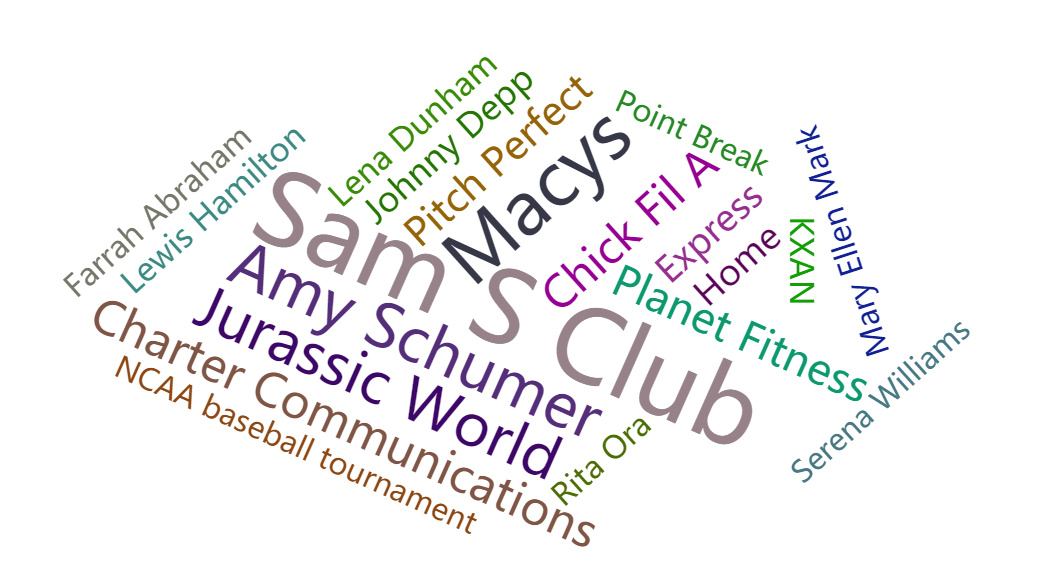 Lena Dunham
Johnny Depp
Pitch Perfect
Macys
Point Break
Farrah Abraham
Lewis Hamilton
Sam S Club
Chick Fil A
Express
Home
KXAN
Mary Ellen Mark
Amy Schumer
Planet Fitness
Jurassic World
Charter Communications
NCAA baseball tournament
Rita Ora
Serena Williams